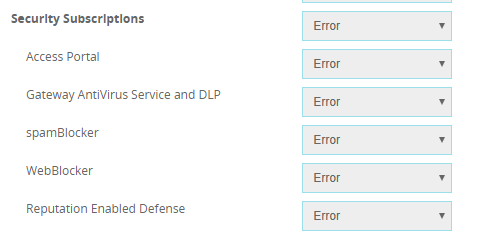 Security Subscriptions Error
Access Portal Error
Gateway AntiVirus Service and DLP Error
spamBlocker Error
WebBlocker Error
Reputation Enabled Defense Error